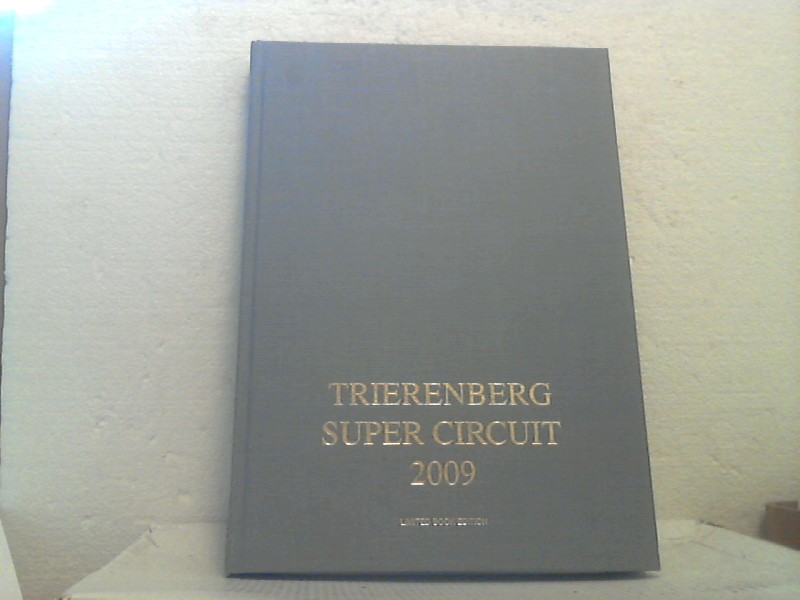 TRIERENBERG
SUPER CIRCUIT
2009
LIMITED BOOK EDITION